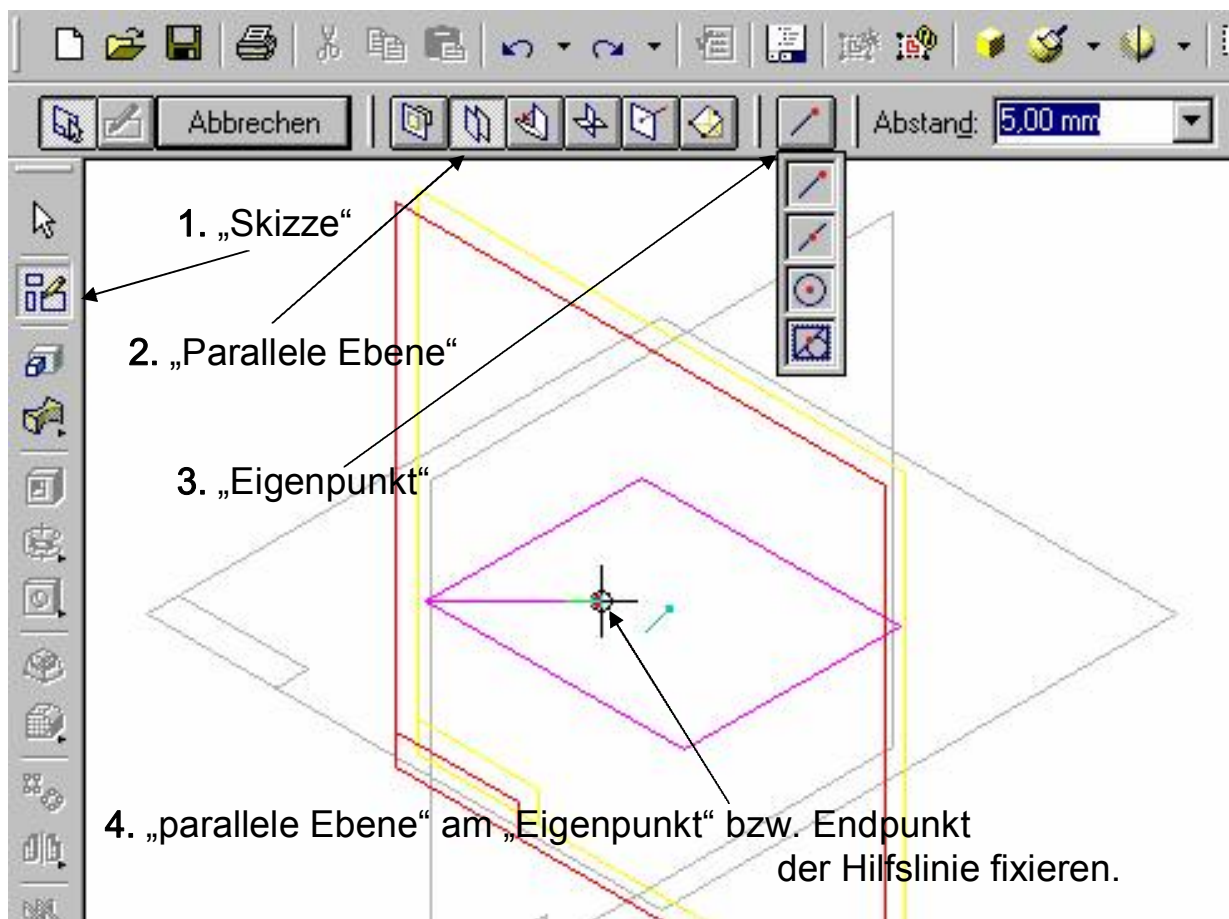 Abbrechen
Abstand:
5,00 mm
1. „Skizze“
2. „Parallele Ebene“
3. „Eigenpunkt“
4. „parallele Ebene“ am „Eigenpunkt“ bzw. Endpunkt
der Hilfslinie fixieren.